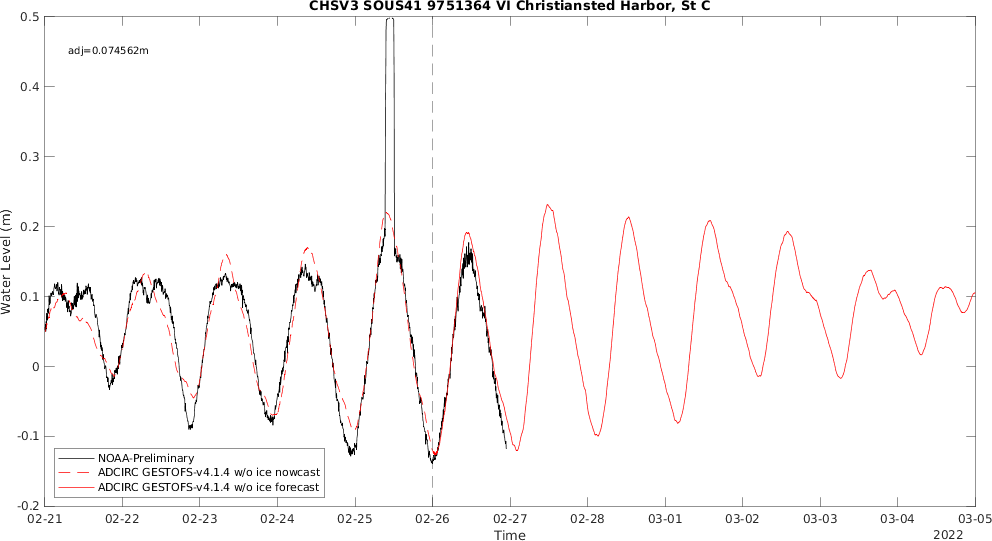 CHSV3 SOUS41 9751364 VI Christiansted Harbor, St C
adj=0.074562m
0.5
0.4
0.3
0.2
0.1
0
-0.1
-0.2
Water Level (m)
NOAA-Preliminary
ADCIRC GESTOFS-v4.1.4 w/o ice nowcast
ADCIRC GESTOFS-v4.1.4 w/o ice forecast
02-21 02-22 02-23 02-24 02-25 02-26 02-27 02-28 03-01 03-02 03-03 03-04 03-05
Time
2022